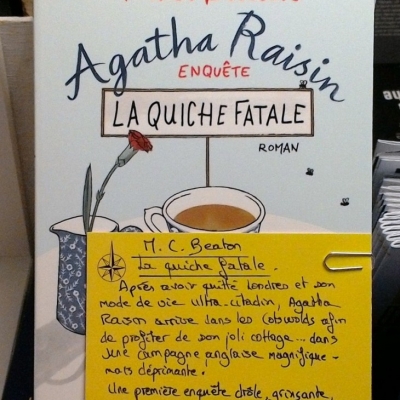 Agatha Raisin
ENQUÊTE
LA QUICHE FATALE
ROMAN
M. C. Beaton
La quiche fatale.
Après avoir quitté Londres et son
mode de vie ultra-citadin, Agatha
Raison arrive dans les Cotswolds afin
de profiter de son joli cottage... dans
une campagne anglaise magnifique -
mais déprimante!
Une première enquête drôle, grinçante,